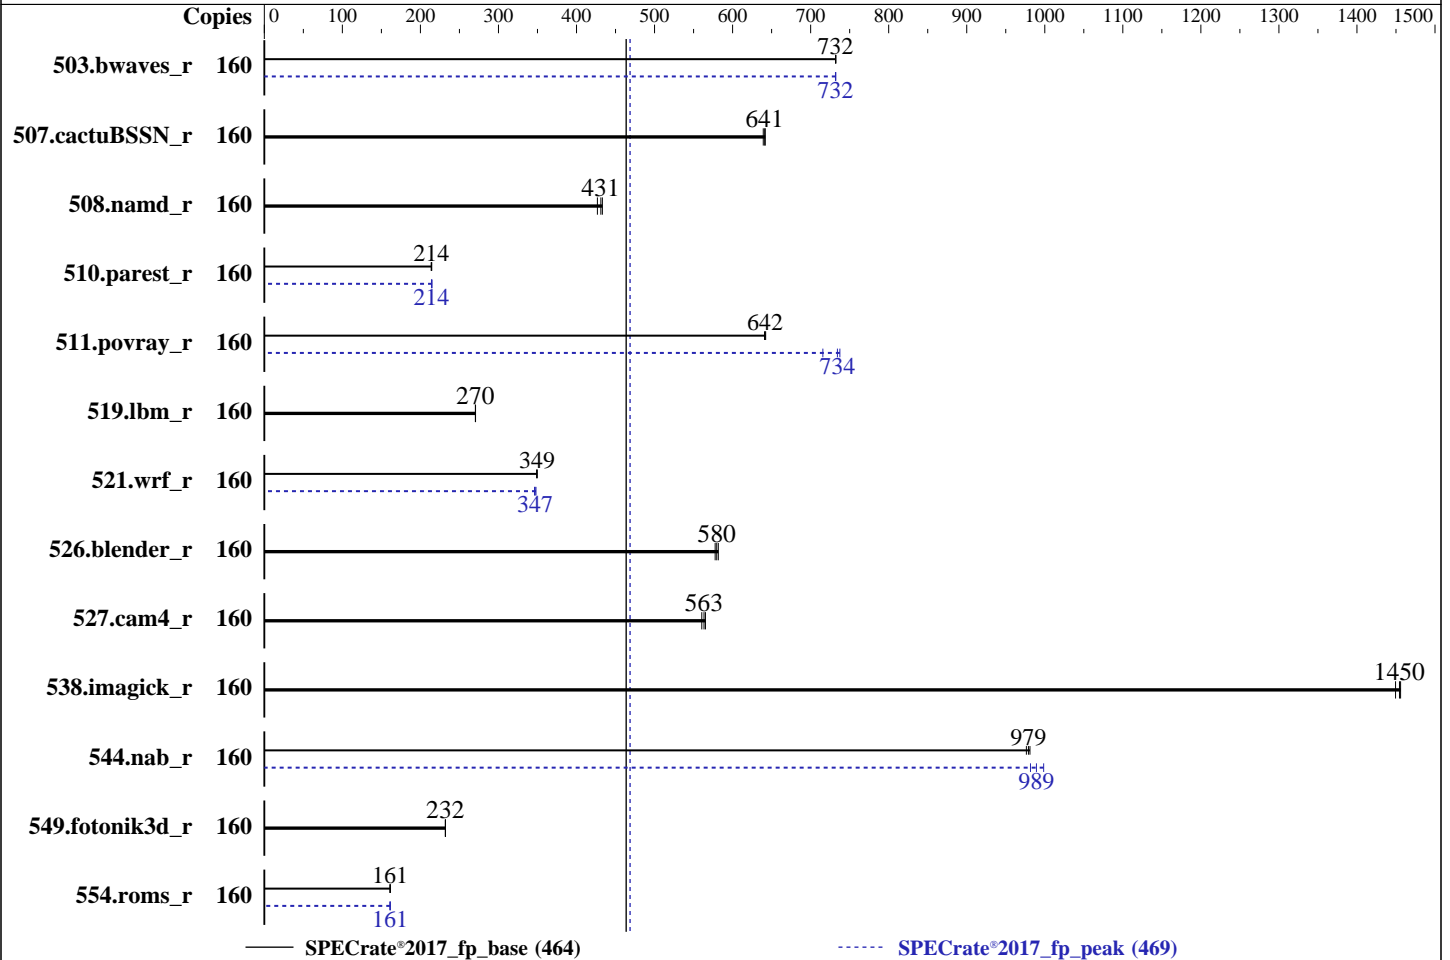 Copies 0 100 200 300 400 500 600 700 800 900 1000 1100 1200 1300 1400 1500
503.bwaves_r 160 732
732
507.cactuBSSN_r 160 641
508.namd_r 160 431
510.parest_r 160 214
214
511.povray_r 160 642
734
519.lbm_r 160 270
521.wrf_r 160 349
347
526.blender_r 160 580
527.cam4_r 160 563
538.imagick_r 160 1450
544.nab_r 160 979
989
549.fotonik3d_r 160 232
554.roms_r 160 161
161
SPECrate®2017_fp_base (464) SPECrate®2017_fp_peak (469)